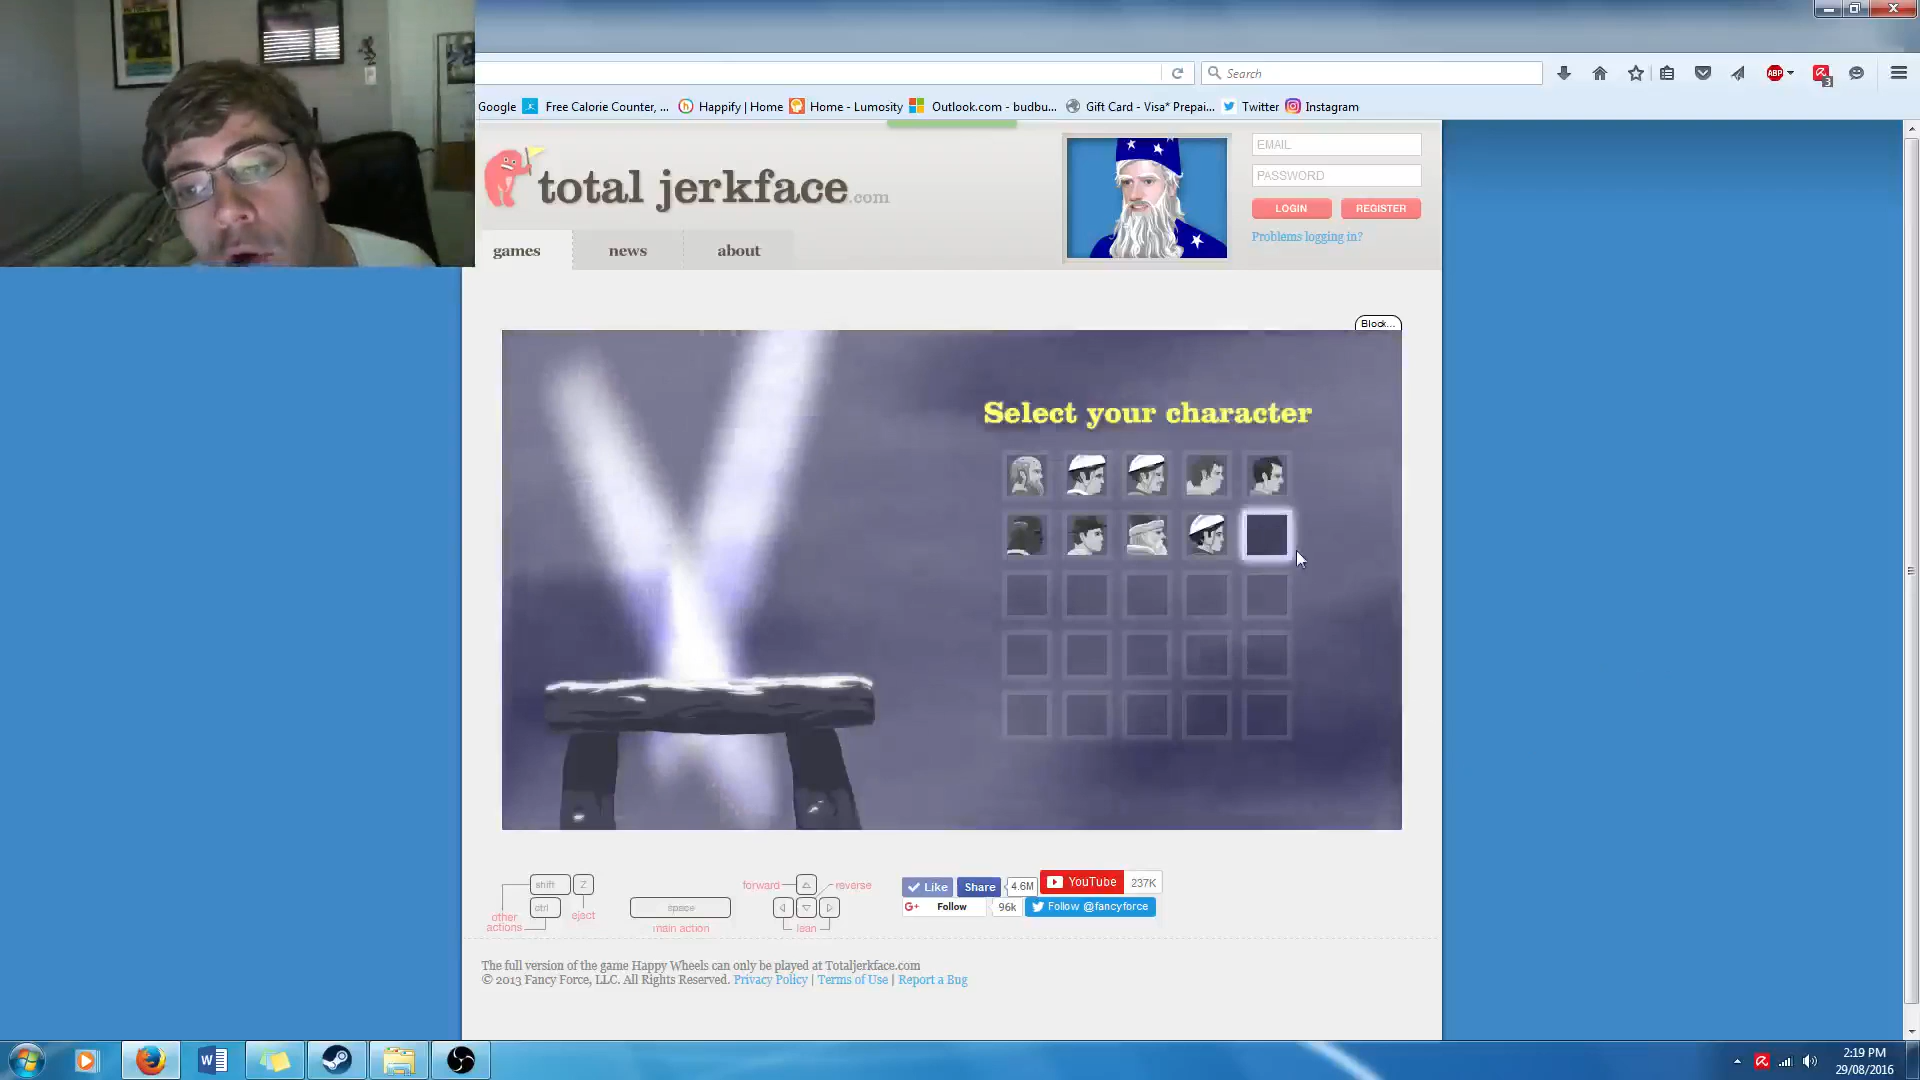 Search
ABP
3
Google
Free Calorie Counter, ...
Happify | Home
Home - Lumosity
Outlook.com - budbu...
Gift Card - Visa* Prepai...
Twitter
Instagram
total jerkface.com
EMAIL
PASSWORD
LOGIN
REGISTER
Problems logging in?
games
news
about
Block...
Select your character
shift
Z
ctrl
other
actions
eject
space
main action
forward
reverse
lean
Like
Share
4.6M
YouTube
237K
G+
Follow
96k
Follow @fancyforce
The full version of the game Happy Wheels can only be played at Totaljerkface.com
© 2013 Fancy Force, LLC. All Rights Reserved. Privacy Policy | Terms of Use | Report a Bug
2:19 PM
29/08/2016